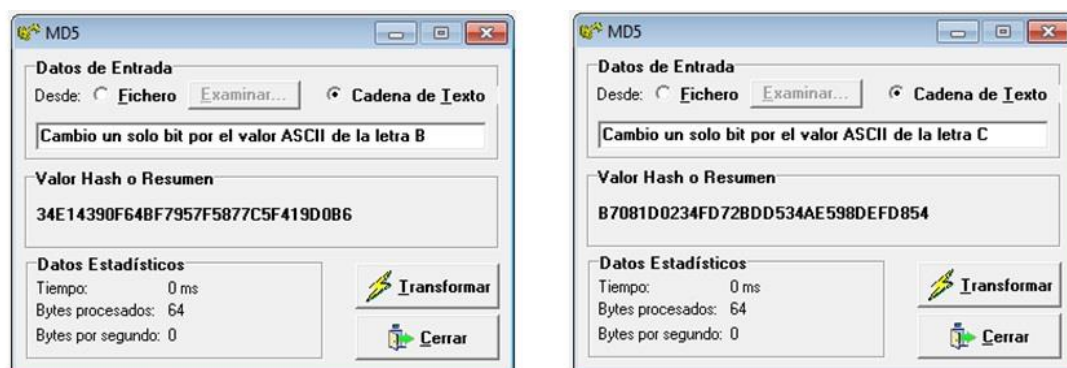 MD5
Datos de Entrada
Desde: Fichero Examinar... Cadena de Texto
Cambio un solo bit por el valor ASCII de la letra B
Valor Hash o Resumen
34E14390F64BF7957F5877C5F419D0B6
Datos Estadísticos
Tiempo: 0 ms
Bytes procesados: 64
Bytes por segundo: 0
Transformar
Cerrar
MD5
Datos de Entrada
Desde: Fichero Examinar... Cadena de Texto
Cambio un solo bit por el valor ASCII de la letra C
Valor Hash o Resumen
B7081D0234FD72BDD534AE598DEFD854
Datos Estadísticos
Tiempo: 0 ms
Bytes procesados: 64
Bytes por segundo: 0
Transformar
Cerrar